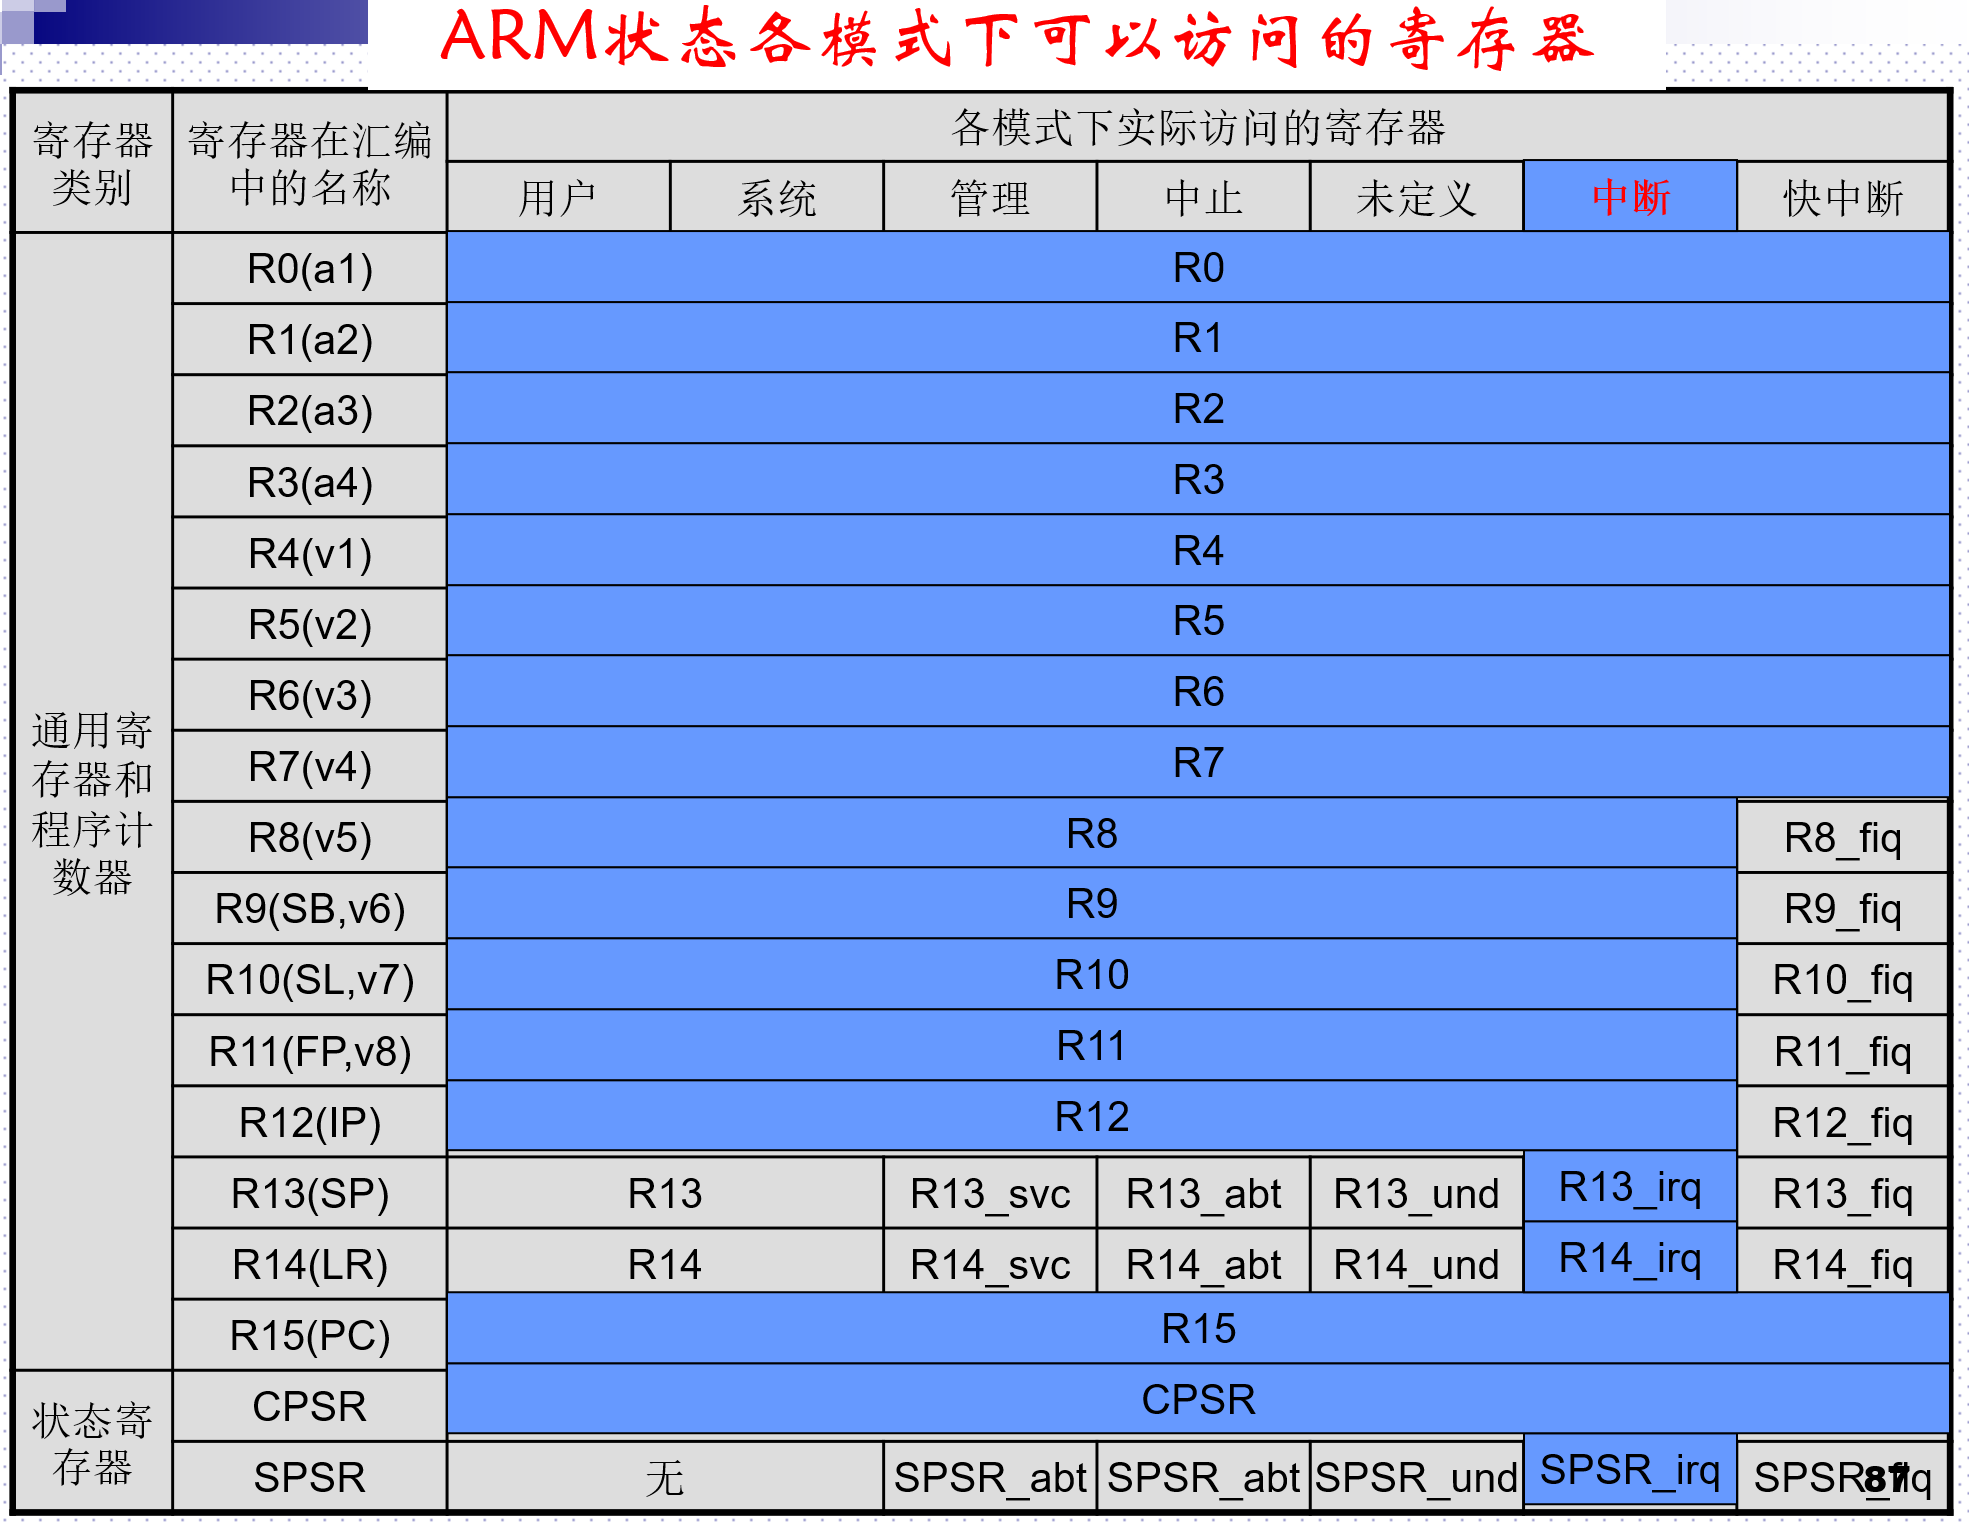 ARM状态各模式下可以访问的寄存器
寄存器
类别
寄存器在汇编
中的名称
各模式下实际访问的寄存器
用户 系统 管理 中止 未定义 中断 快中断
通用寄
存器和
程序计
数器
R0(a1) R0
R1(a2) R1
R2(a3) R2
R3(a4) R3
R4(v1) R4
R5(v2) R5
R6(v3) R6
R7(v4) R7
R8(v5) R8 R8_fiq
R9(SB,v6) R9 R9_fiq
R10(SL,v7) R10 R10_fiq
R11(FP,v8) R11 R11_fiq
R12(IP) R12 R12_fiq
R13(SP) R13 R13_svc R13_abt R13_und R13_irq R13_fiq
R14(LR) R14 R14_svc R14_abt R14_und R14_irq R14_fiq
R15(PC) R15
状态寄
存器
CPSR CPSR
SPSR 无 SPSR_abt SPSR_abt SPSR_und SPSR_irq SPSR_fiq
87